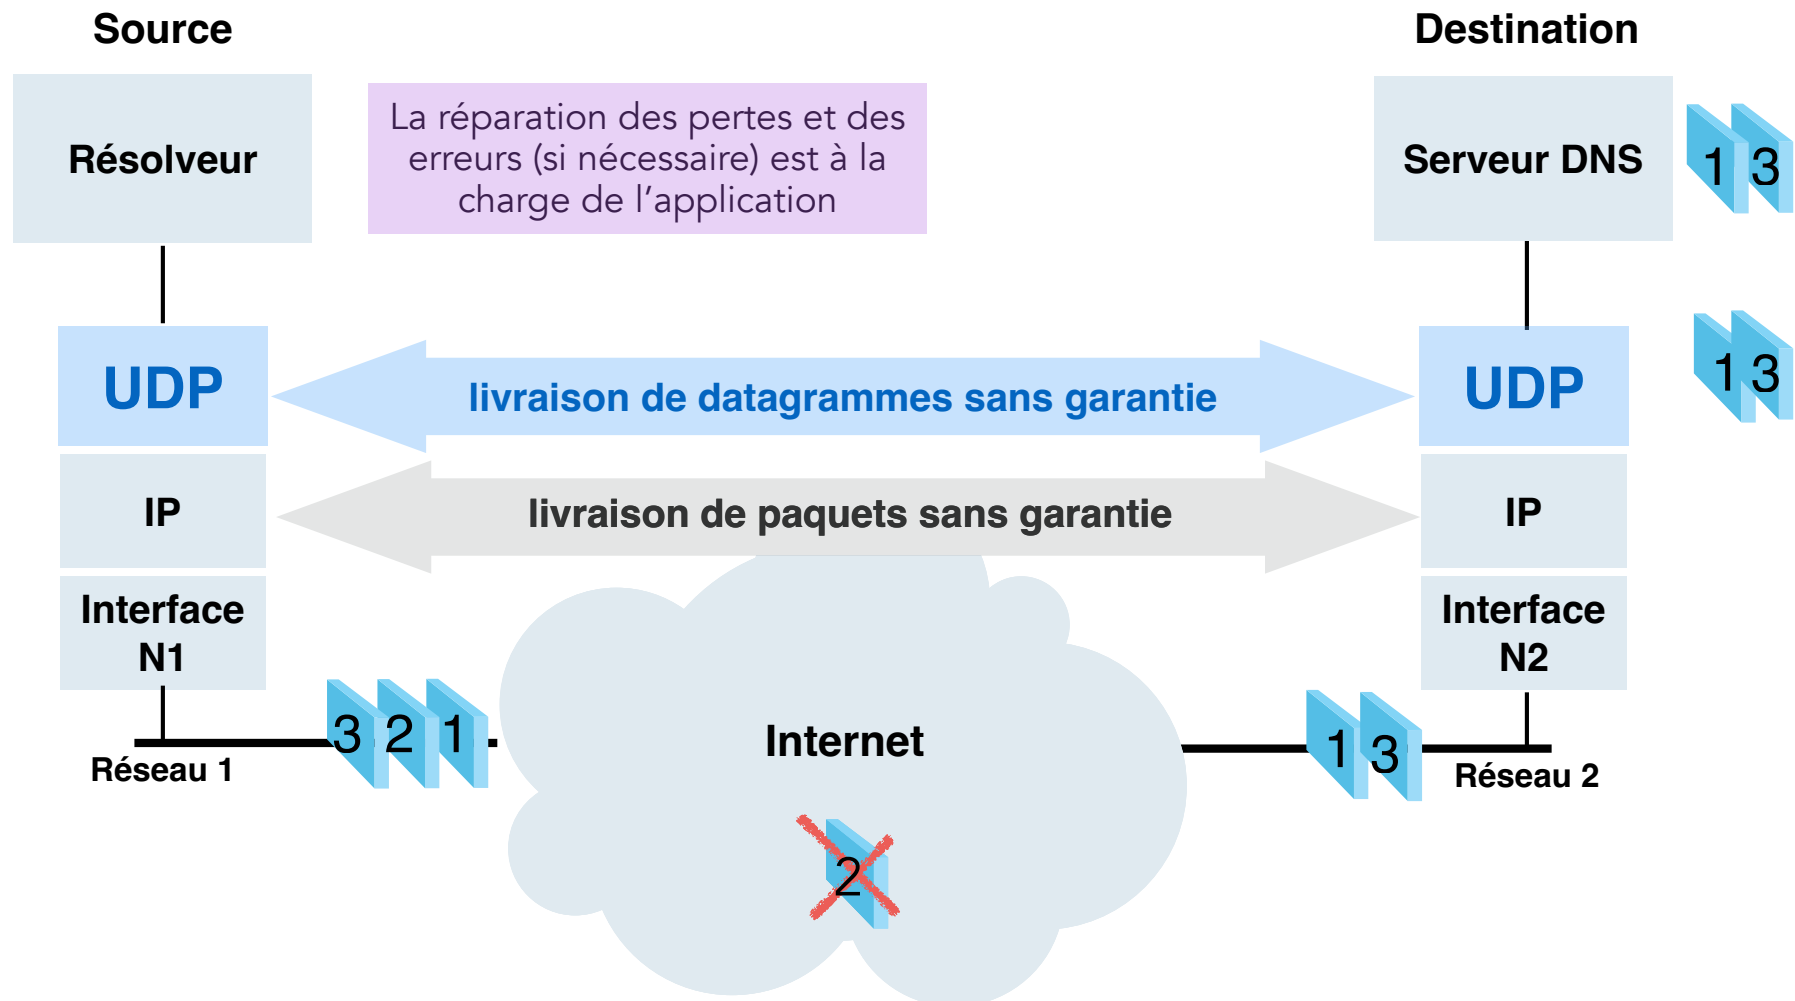 Source
Destination
Résolveur
La réparation des pertes et des
erreurs (si nécessaire) est à la
charge de l'application
Serveur DNS
1 3
UDP
livraison de datagrammes sans garantie
UDP
1 3
IP
livraison de paquets sans garantie
IP
Interface
N1
Interface
N2
3 2 1
Internet
1 3
Réseau 1
Réseau 2
2